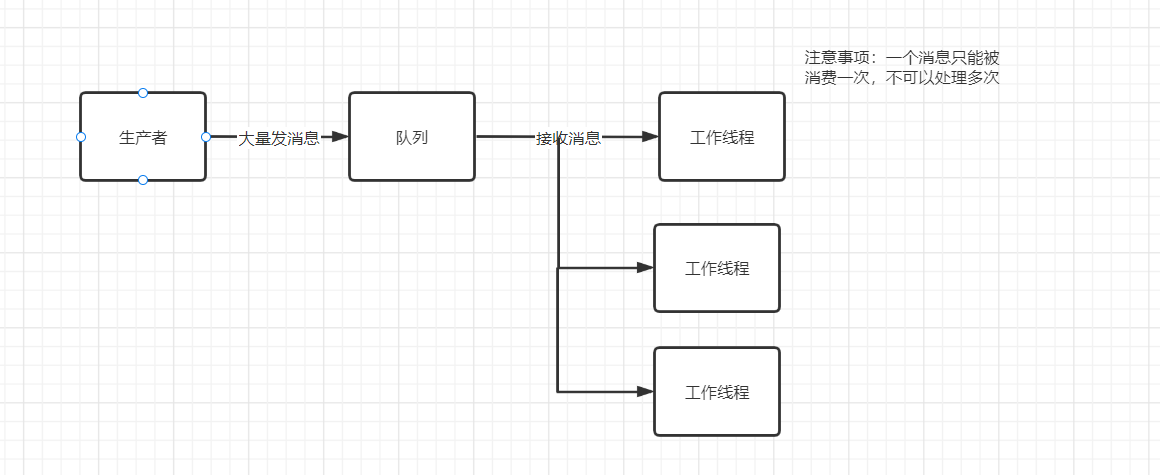 注意事项：一个消息只能被
消费一次，不可以处理多次
生产者
大量发消息
队列
接收消息
工作线程
工作线程
工作线程